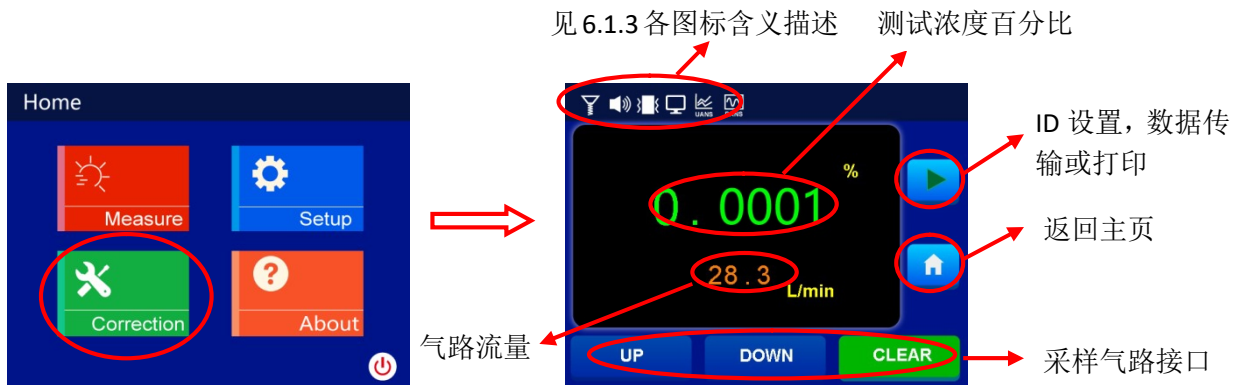 见 6.1.3 各图标含义描述
测试浓度百分比
Home
Measure
Setup
Correction
About
UANS
%
0.0001
28.3
L/min
UP
DOWN
CLEAR
ID 设置，数据传
输或打印
返回主页
气路流量
采样气路接口